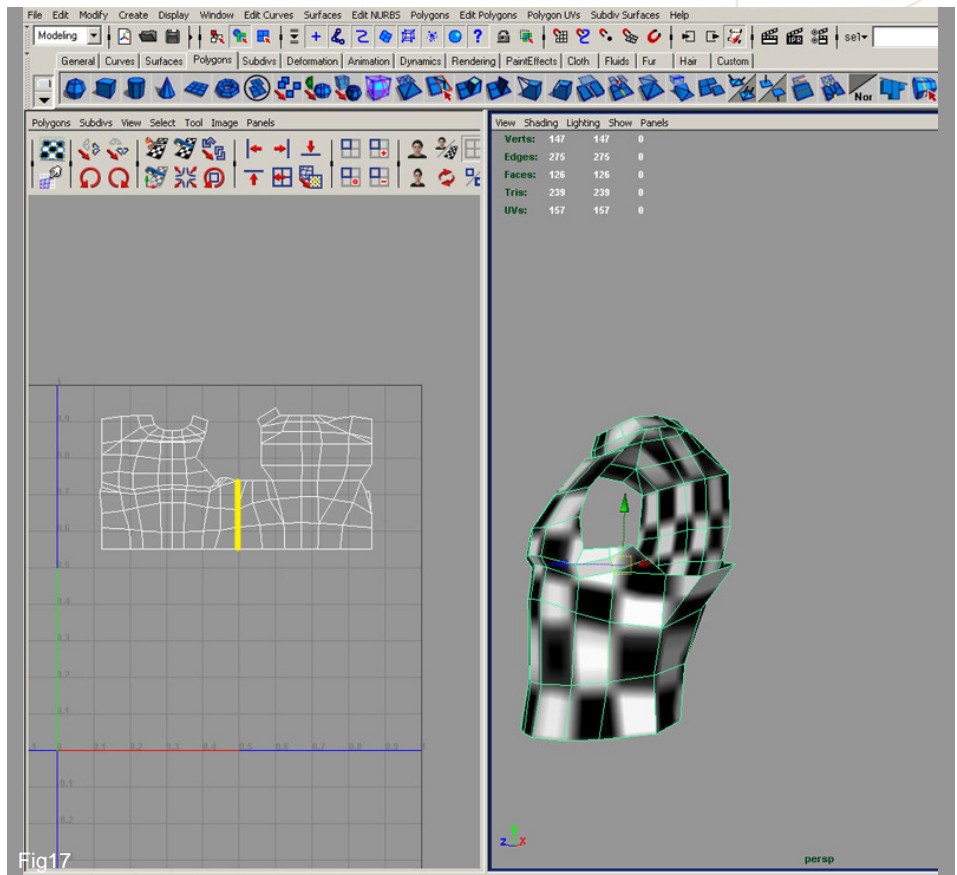 File Edit Modify Create Display Window Edit Curves Surfaces Edit NURBS Polygons Edit Polygons Polygon UVs Subdiv Surfaces Help
Modeling sel
General Curves Surfaces Polygons Subdivs Deformation Animation Dynamics Rendering PaintEffects Cloth Fluids Fur Hair Custom
Nor
Polygons Subdivs View Select Tool Image Panels
View Shading Lighting Show Panels
Verts: 147 147 0
Edges: 275 275 0
Faces: 126 126 0
Tris: 239 239 0
UVs: 157 157 0
z y x
Fig17
persp